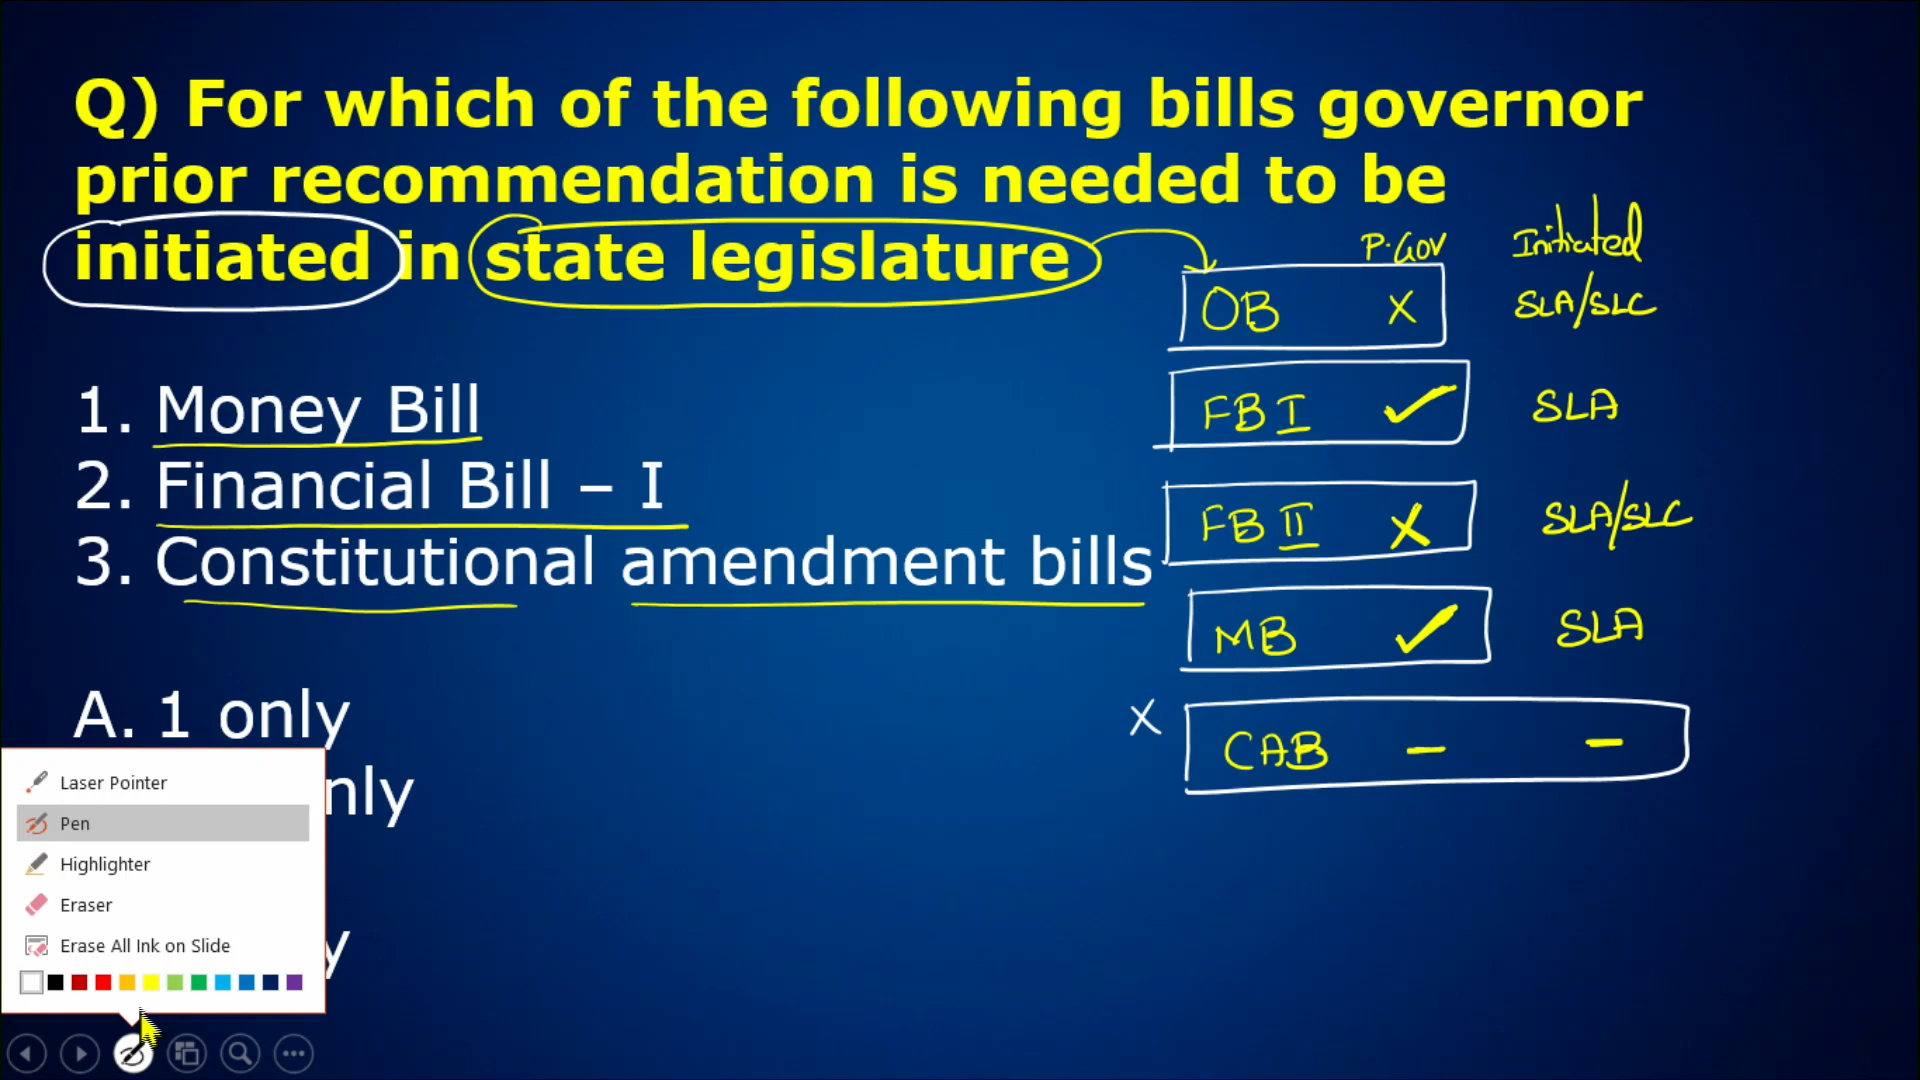 Q) For which of the following bills governor
prior recommendation is needed to be
initiated in state legislature
P.Gov Initiated
OB X SLA/SLC
1. Money Bill
FB I ✓ SLA
2. Financial Bill – I
FB II X SLA/SLC
3. Constitutional amendment bills
MB ✓ SLA
A. 1 only
X CAB – –
nly
y
Laser Pointer
Pen
Highlighter
Eraser
Erase All Ink on Slide